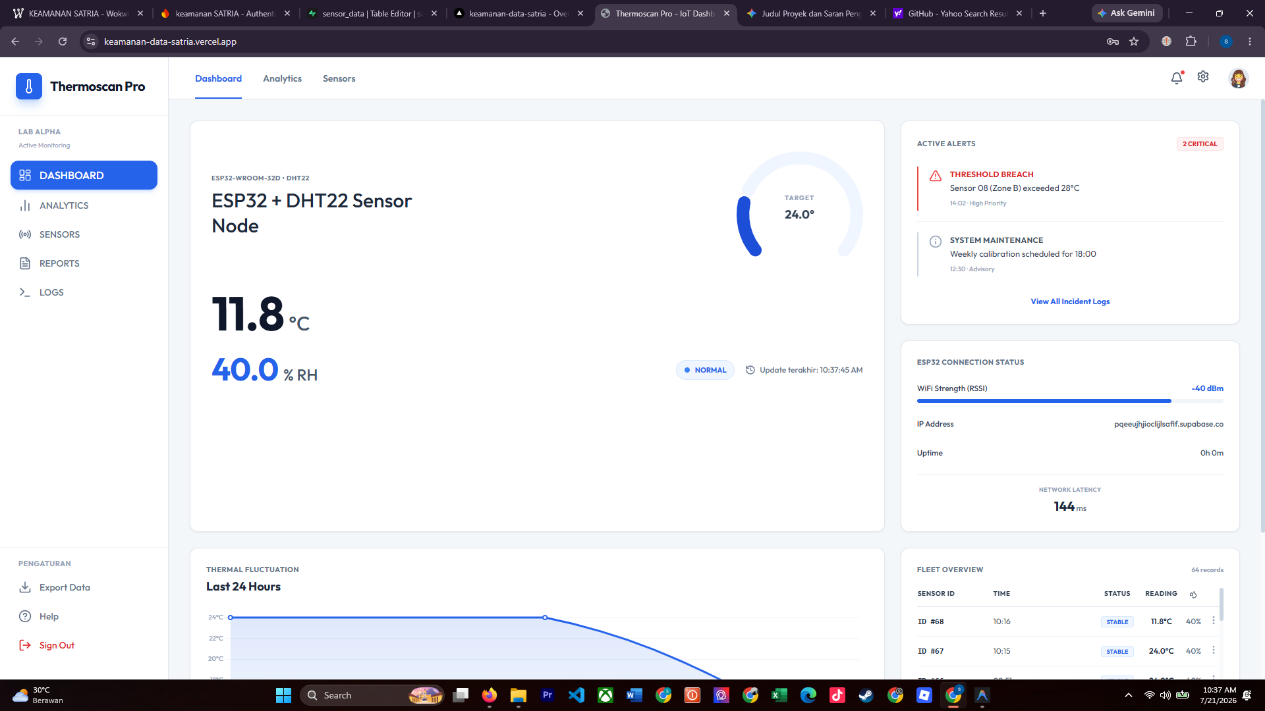 KEAMANAN SATRIA - Wokw
keamanan SATRIA - Authent
sensor_data | Table Editor | s
keamanan-data-satria - Ove
Thermoscan Pro - IoT Dashb
Judul Proyek dan Saran Per
GitHub - Yahoo Search Resu
Ask Gemini
keamanan-data-satria.vercel.app
Thermoscan Pro
Dashboard
Analytics
Sensors
LAB ALPHA
Active Monitoring
DASHBOARD
ANALYTICS
SENSORS
REPORTS
LOGS
ESP32-WROOM-32D • DHT22
ESP32 + DHT22 Sensor
Node
TARGET
24.0°
11.8 °C
40.0 % RH
NORMAL
Update terakhir: 10:37:45 AM
ACTIVE ALERTS
2 CRITICAL
THRESHOLD BREACH
Sensor 08 (Zone B) exceeded 28°C
14:02 · High Priority
SYSTEM MAINTENANCE
Weekly calibration scheduled for 18:00
12:30 · Advisory
View All Incident Logs
ESP32 CONNECTION STATUS
WiFi Strength (RSSI) -40 dBm
IP Address pqeeujhjioclijlsafif.supabase.co
Uptime 0h 0m
NETWORK LATENCY
144 ms
PENGATURAN
Export Data
Help
Sign Out
THERMAL FLUCTUATION
Last 24 Hours
24°C
22°C
20°C
FLEET OVERVIEW 64 records
SENSOR ID TIME STATUS READING
ID #68 10:16 STABLE 11.8°C 40%
ID #67 10:15 STABLE 24.0°C 40%
30°C
Berawan
Search
10:37 AM
7/21/2026